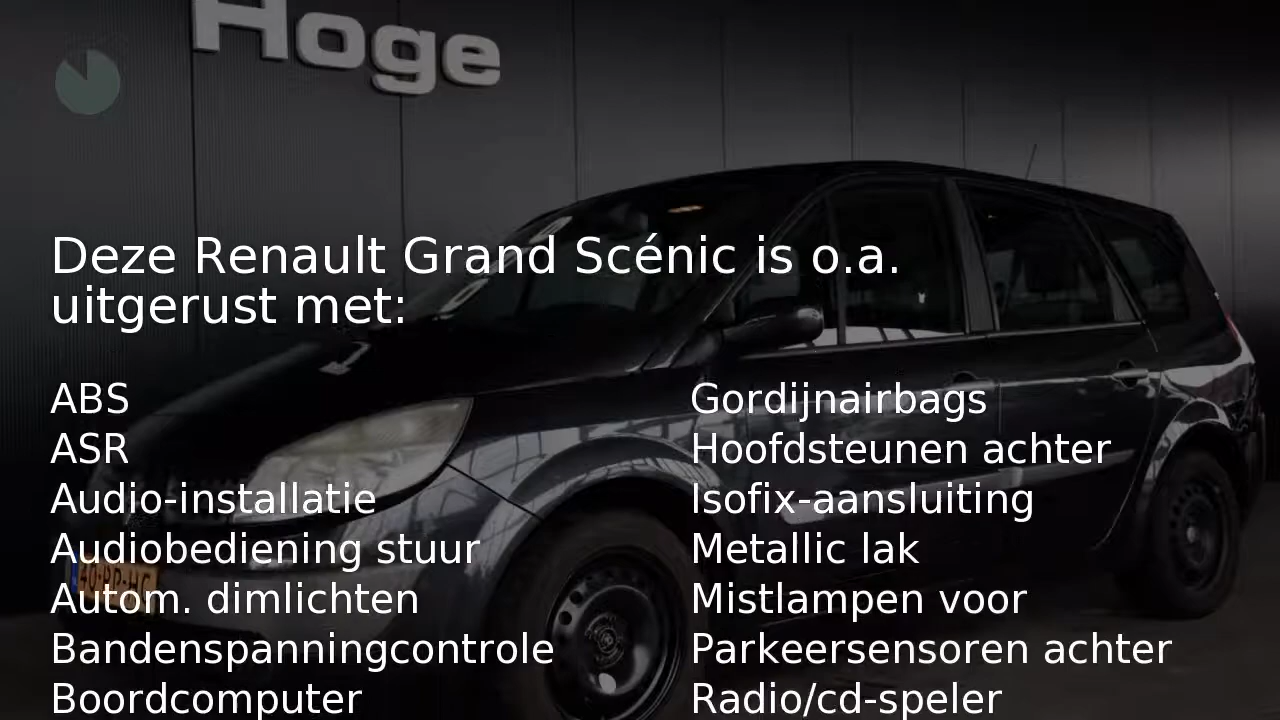 Hoge
Deze Renault Grand Scénic is o.a.
uitgerust met:
ABS
ASR
Audio-installatie
Audiobediening stuur
Autom. dimlichten
Bandenspanningcontrole
Boordcomputer
Gordijnairbags
Hoofdsteunen achter
Isofix-aansluiting
Metallic lak
Mistlampen voor
Parkeersensoren achter
Radio/cd-speler